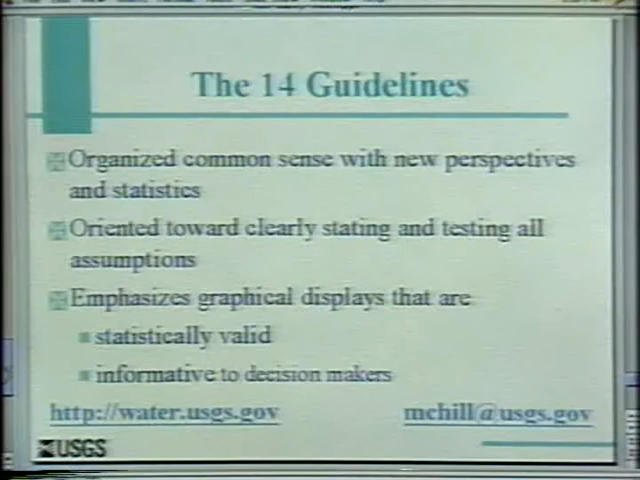 The 14 Guidelines
Organized common sense with new perspectives
and statistics
Oriented toward clearly stating and testing all
assumptions
Emphasizes graphical displays that are
statistically valid
informative to decision makers
http://water.usgs.gov
mchill@usgs.gov
USGS